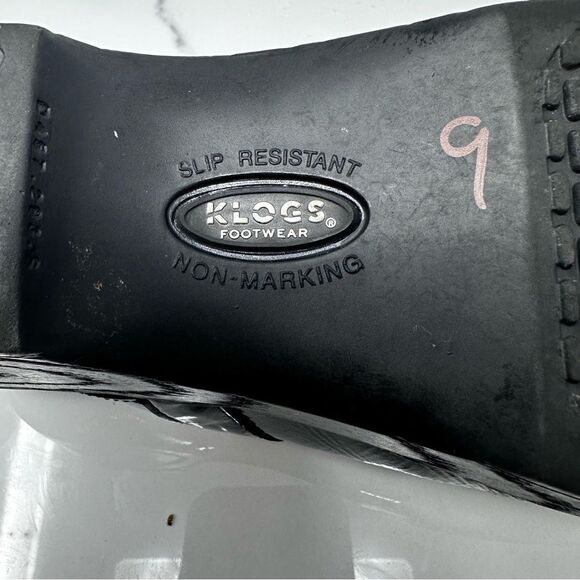 SLIP RESISTANT
KLOGS®
FOOTWEAR
NON-MARKING
9